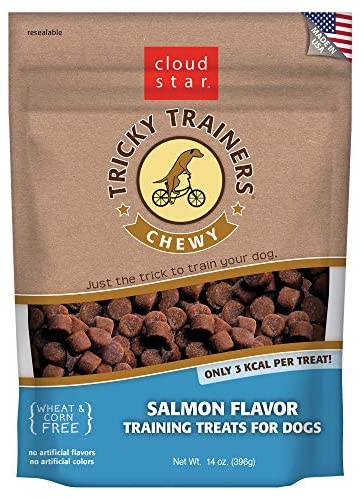 resealable
MADE IN
USA
cloud
star®
TRICKY TRAINERS
CHEWY
Just the trick to train your dog.
ONLY 3 KCAL PER TREAT!
WHEAT &
CORN
FREE
SALMON FLAVOR
TRAINING TREATS FOR DOGS
no artificial flavors
no artificial colors
Net Wt. 14 oz. (396g)